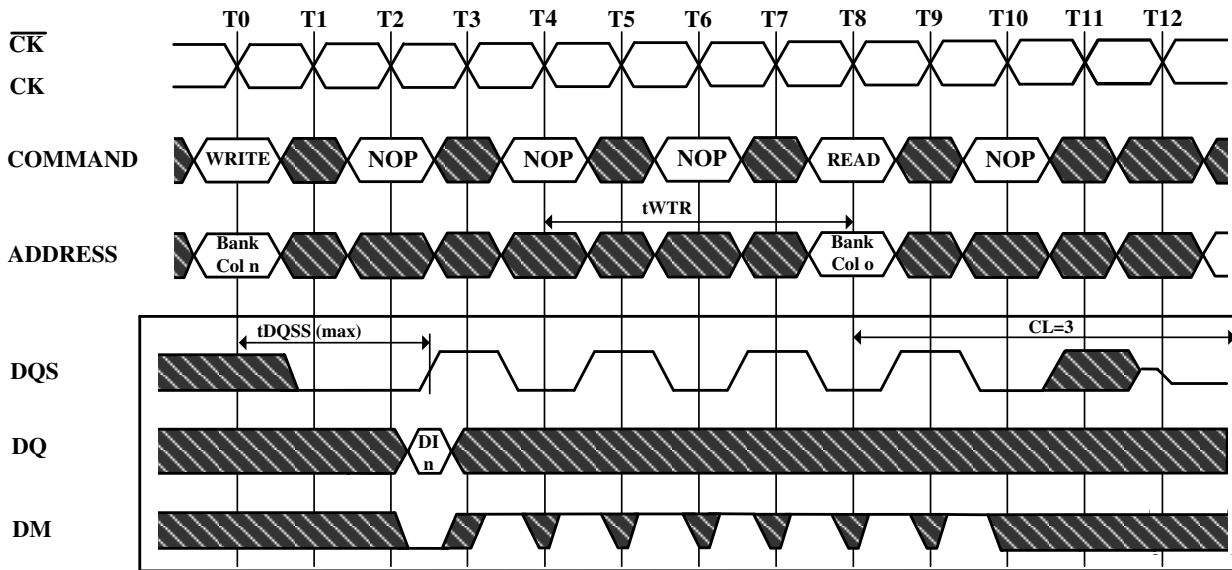 T0 T1 T2 T3 T4 T5 T6 T7 T8 T9 T10 T11 T12
CK
CK
COMMAND WRITE NOP NOP NOP READ NOP
tWTR
ADDRESS Bank Col n Bank Col o
tDQSS (max) CL=3
DQS
DQ DI n
DM